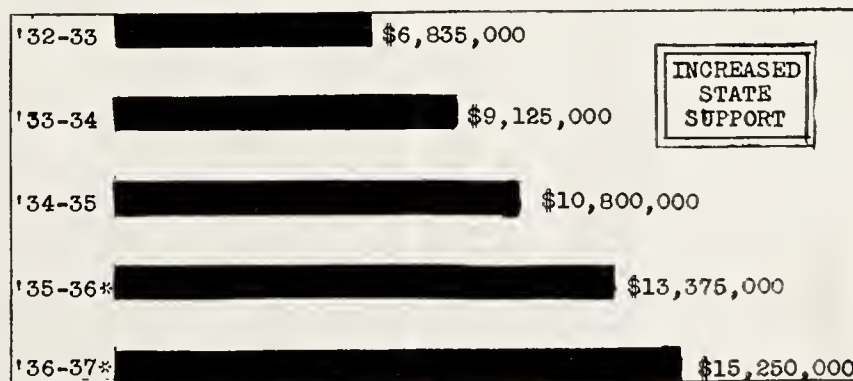 '32-33 $6,835,000
INCREASED
STATE
SUPPORT
'33-34 $9,125,000
'34-35 $10,800,000
'35-36* $13,375,000
'36-37* $15,250,000